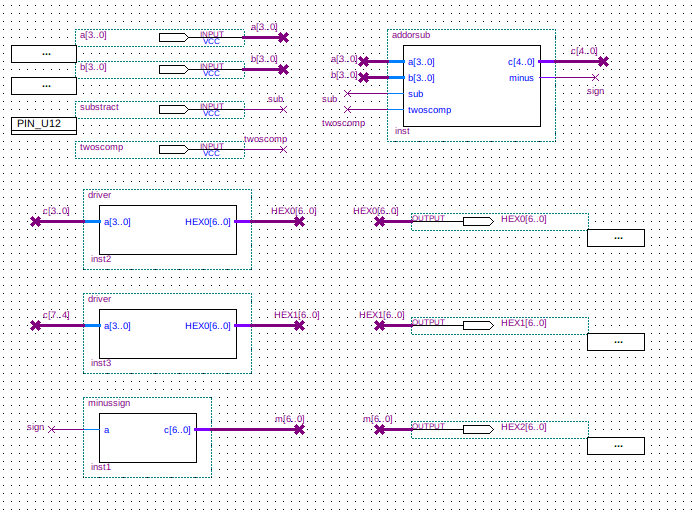 a[3..0] INPUT VCC a[3..0]
...
b[3..0] INPUT VCC b[3..0]
...
substract INPUT VCC sub
PIN_U12
twoscomp INPUT VCC twoscomp
addorsub
a[3..0] a[3..0] c[4..0] c[4..0]
b[3..0] b[3..0] minus sign
sub sub
twoscomp twoscomp
inst
driver
c[3..0] a[3..0] HEX0[6..0] HEX0[6..0]
inst2
HEX0[6..0] OUTPUT HEX0[6..0]
...
driver
c[7..4] a[3..0] HEX0[6..0] HEX1[6..0]
inst3
HEX1[6..0] OUTPUT HEX1[6..0]
...
minussign
sign a c[6..0] m[6..0]
inst1
m[6..0] OUTPUT HEX2[6..0]
...